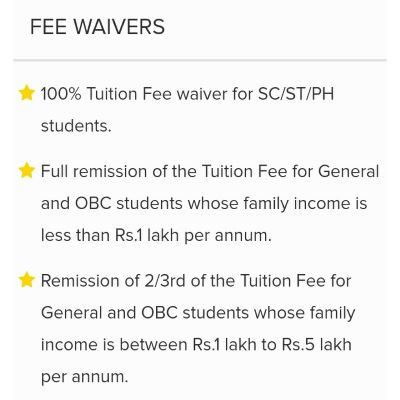 FEE WAIVERS
100% Tuition Fee waiver for SC/ST/PH
students.
Full remission of the Tuition Fee for General
and OBC students whose family income is
less than Rs.1 lakh per annum.
Remission of 2/3rd of the Tuition Fee for
General and OBC students whose family
income is between Rs.1 lakh to Rs.5 lakh
per annum.